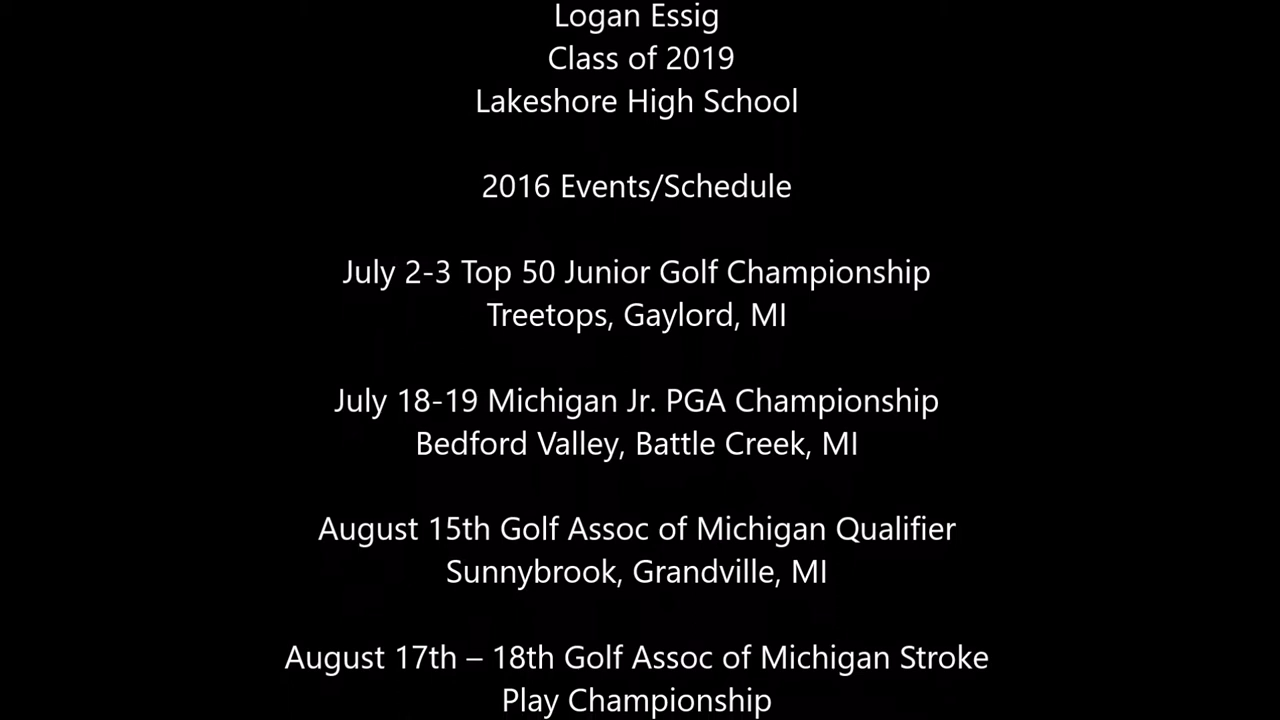 Logan Essig
Class of 2019
Lakeshore High School
2016 Events/Schedule
July 2-3 Top 50 Junior Golf Championship
Treetops, Gaylord, MI
July 18-19 Michigan Jr. PGA Championship
Bedford Valley, Battle Creek, MI
August 15th Golf Assoc of Michigan Qualifier
Sunnybrook, Grandville, MI
August 17th – 18th Golf Assoc of Michigan Stroke
Play Championship